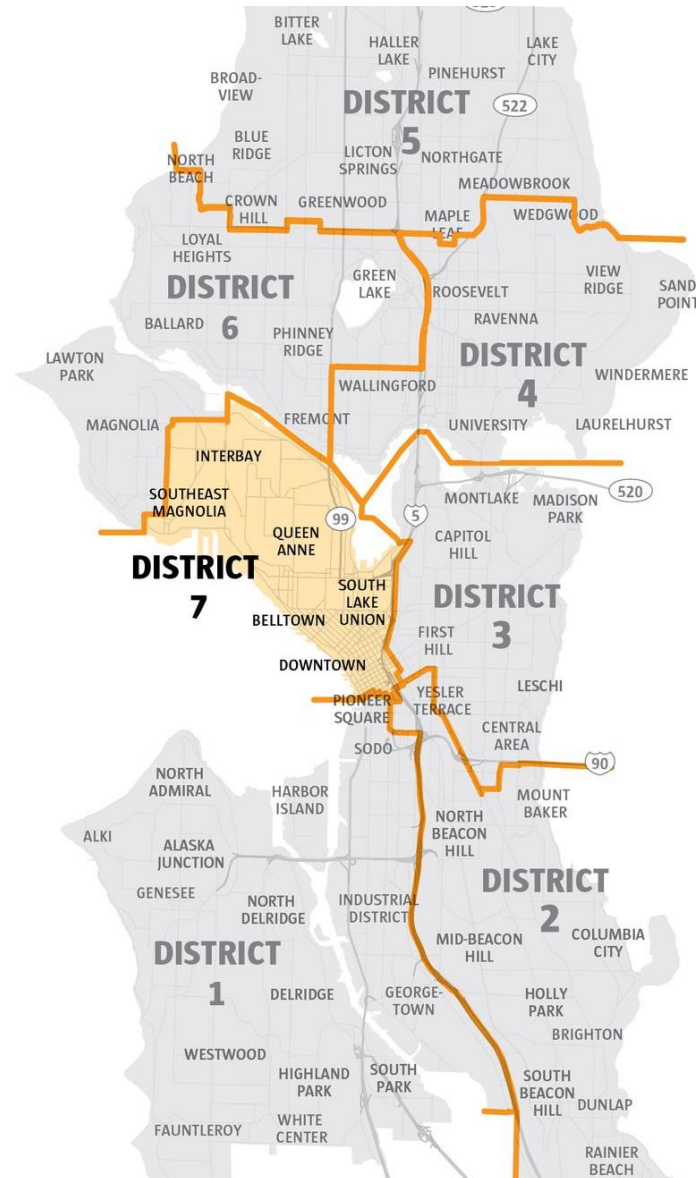 BITTER
LAKE
HALLER
LAKE
LAKE
CITY
PINEHURST
BROAD-
VIEW
DISTRICT
5
522
BLUE
RIDGE
LICTON
SPRINGS
NORTHGATE
NORTH
BEACH
MEADOWBROOK
CROWN
HILL
GREENWOOD
MAPLE
LEAF
WEDGWOOD
LOYAL
HEIGHTS
GREEN
LAKE
VIEW
RIDGE
SAND
POINT
DISTRICT
6
ROOSEVELT
RAVENNA
BALLARD
PHINNEY
RIDGE
DISTRICT
4
LAWTON
PARK
WALLINGFORD
WINDERMERE
MAGNOLIA
FREMONT
UNIVERSITY
LAURELHURST
INTERBAY
SOUTHEAST
MAGNOLIA
99
5
MONTLAKE
MADISON
PARK
520
QUEEN
ANNE
CAPITOL
HILL
DISTRICT
7
SOUTH
LAKE
UNION
DISTRICT
3
BELLTOWN
FIRST
HILL
DOWNTOWN
LESCHI
PIONEER
SQUARE
YESLER
TERRACE
CENTRAL
AREA
SODO
90
NORTH
ADMIRAL
HARBOR
ISLAND
MOUNT
BAKER
ALKI
ALASKA
JUNCTION
NORTH
BEACON
HILL
GENESEE
NORTH
DELRIDGE
INDUSTRIAL
DISTRICT
DISTRICT
2
MID-BEACON
HILL
COLUMBIA
CITY
DISTRICT
1
DELRIDGE
GEORGE-
TOWN
HOLLY
PARK
BRIGHTON
WESTWOOD
HIGHLAND
PARK
SOUTH
PARK
SOUTH
BEACON
HILL
DUNLAP
FAUNTLEROY
WHITE
CENTER
RAINIER
BEACH